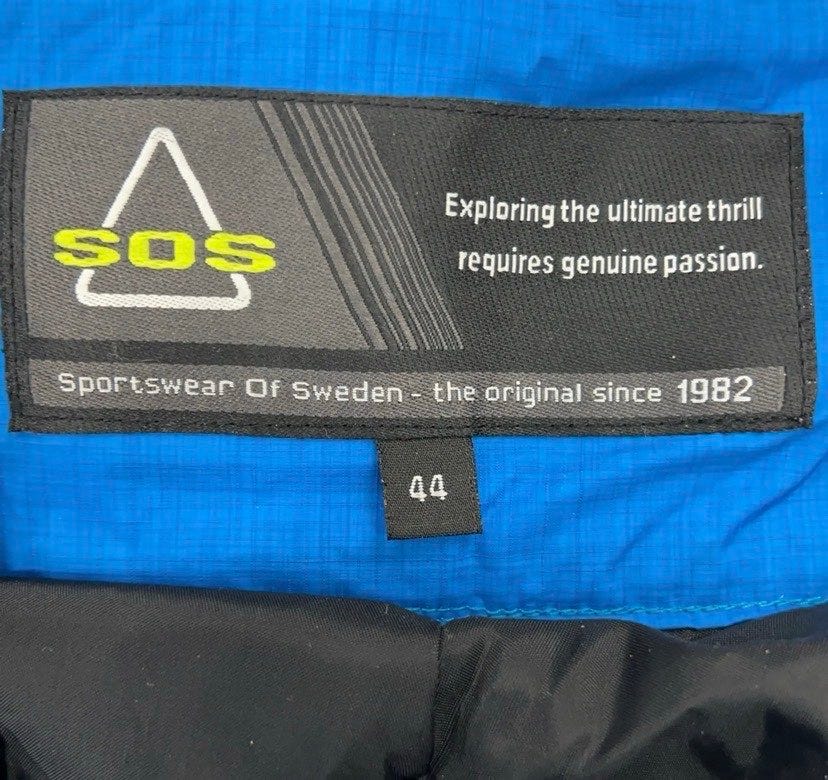 SOS
Exploring the ultimate thrill
requires genuine passion.
Sportswear Of Sweden - the original since 1982
44